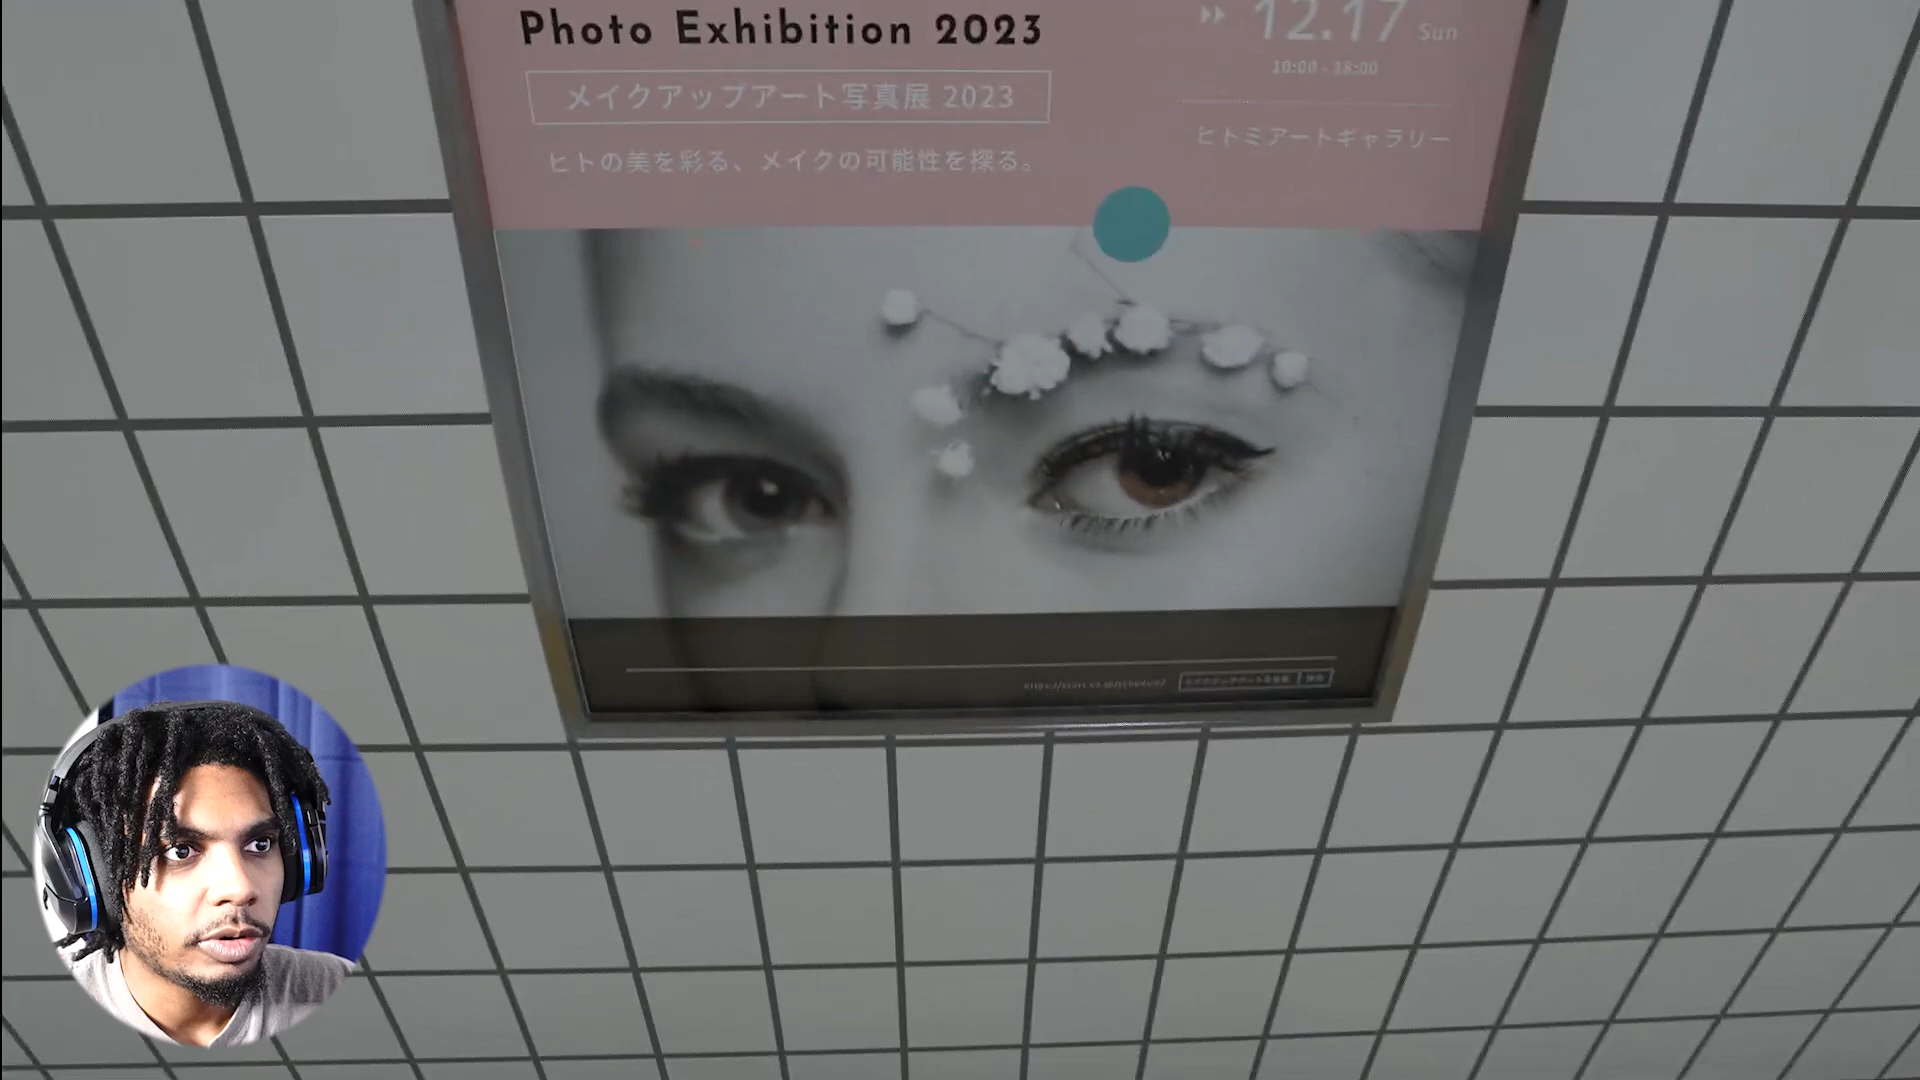 Photo Exhibition 2023
メイクアップアート写真展 2023
ヒトの美を彩る、メイクの可能性を探る。
12.17 Sun
10:00 - 18:00
ヒトミアートギャラリー